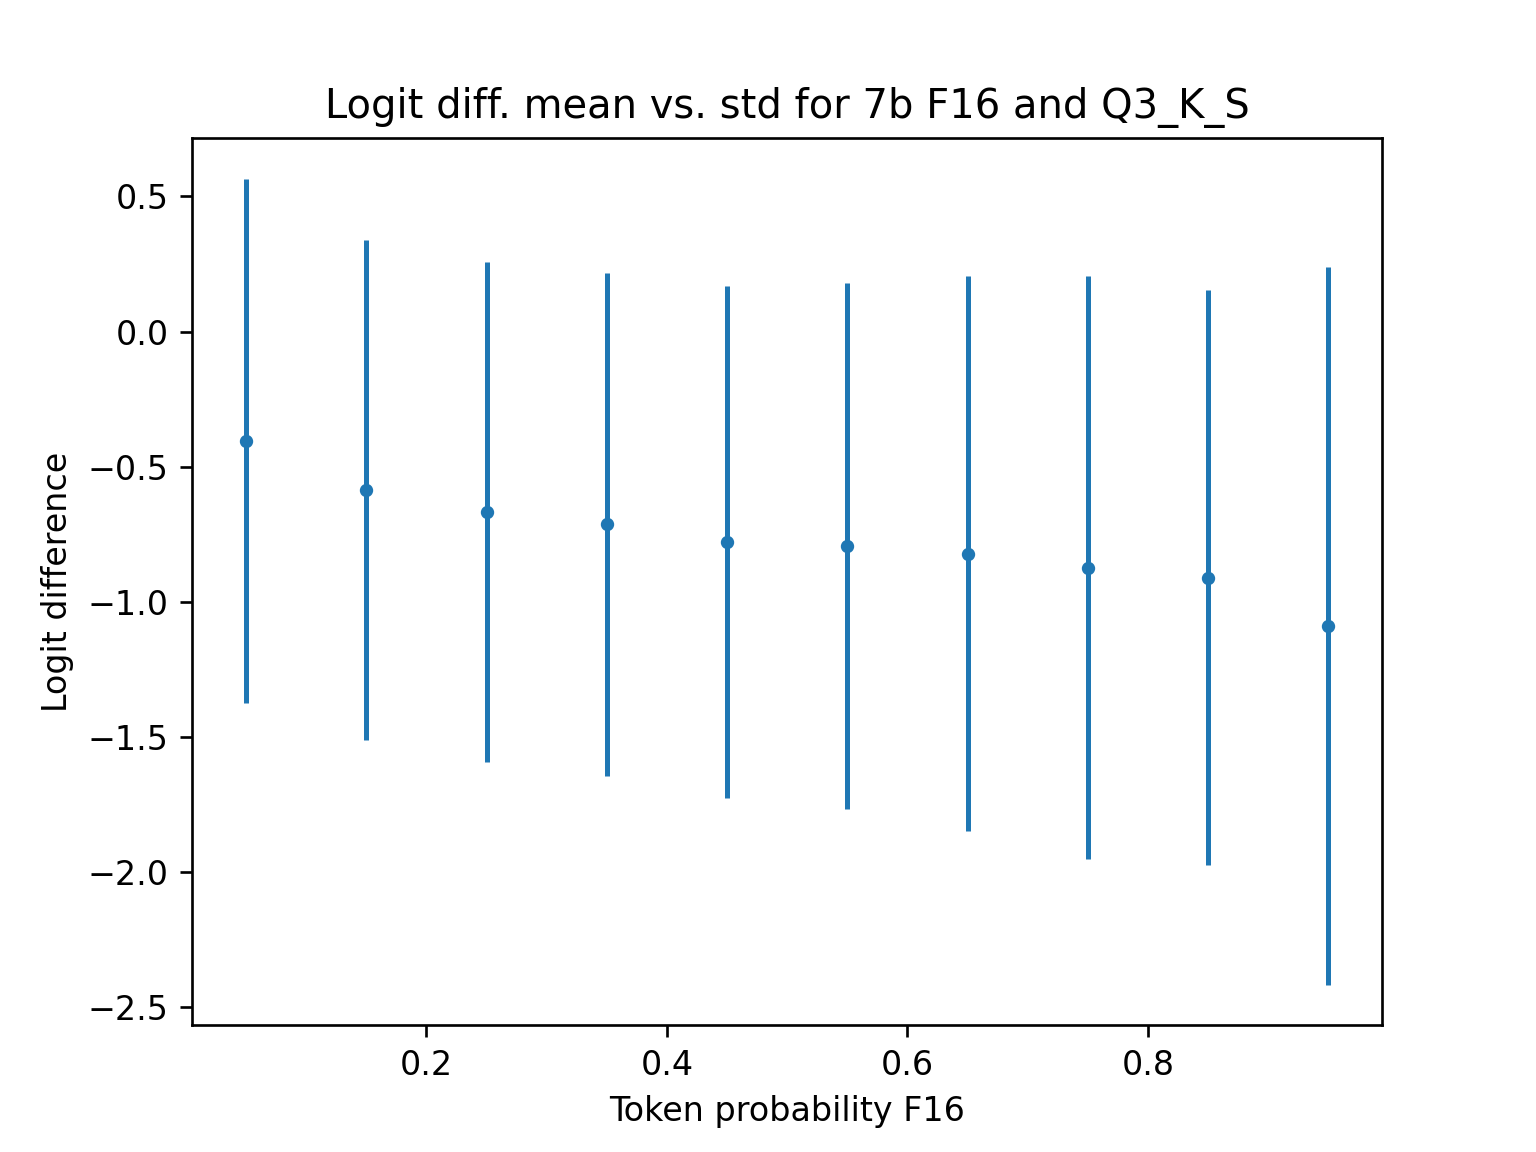 Logit diff. mean vs. std for 7b F16 and Q3_K_S
0.5
0.0
−0.5
−1.0
−1.5
−2.0
−2.5
Logit difference
0.2 0.4 0.6 0.8
Token probability F16